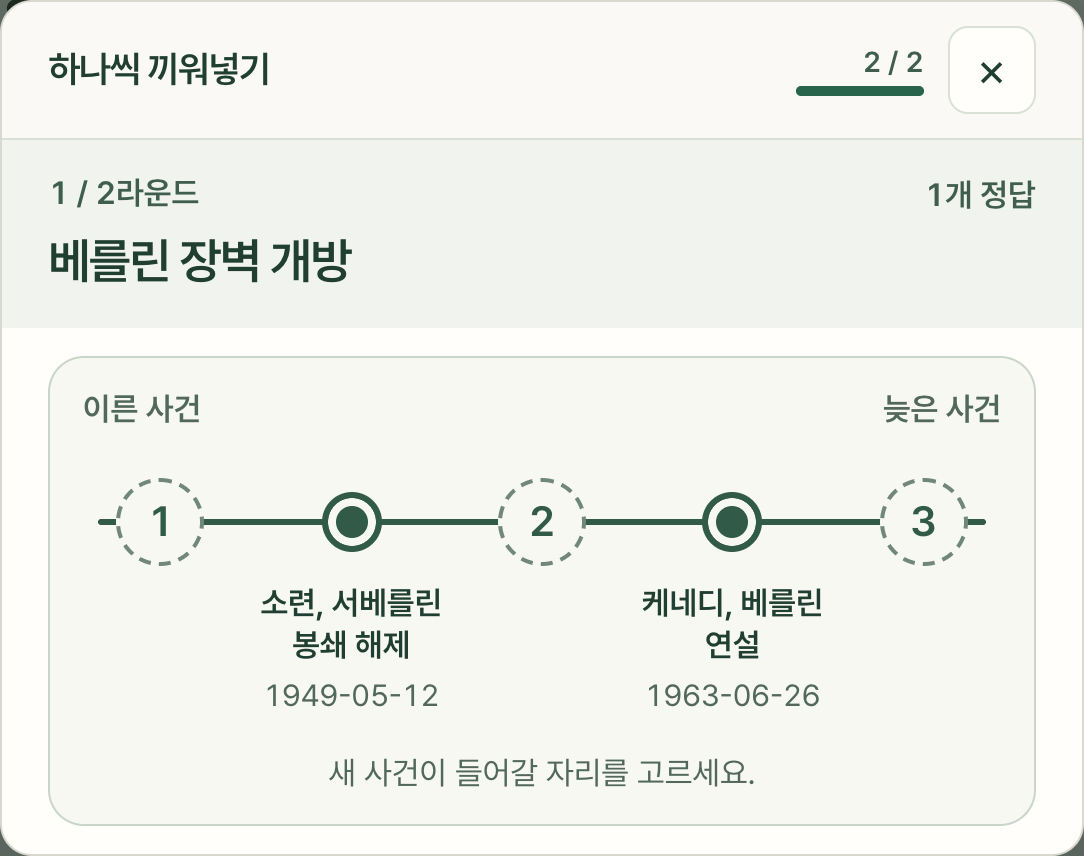 하나씩 끼워넣기
2 / 2
×
1 / 2라운드
1개 정답
베를린 장벽 개방
이른 사건
늦은 사건
1
2
3
소련, 서베를린
봉쇄 해제
1949-05-12
케네디, 베를린
연설
1963-06-26
새 사건이 들어갈 자리를 고르세요.